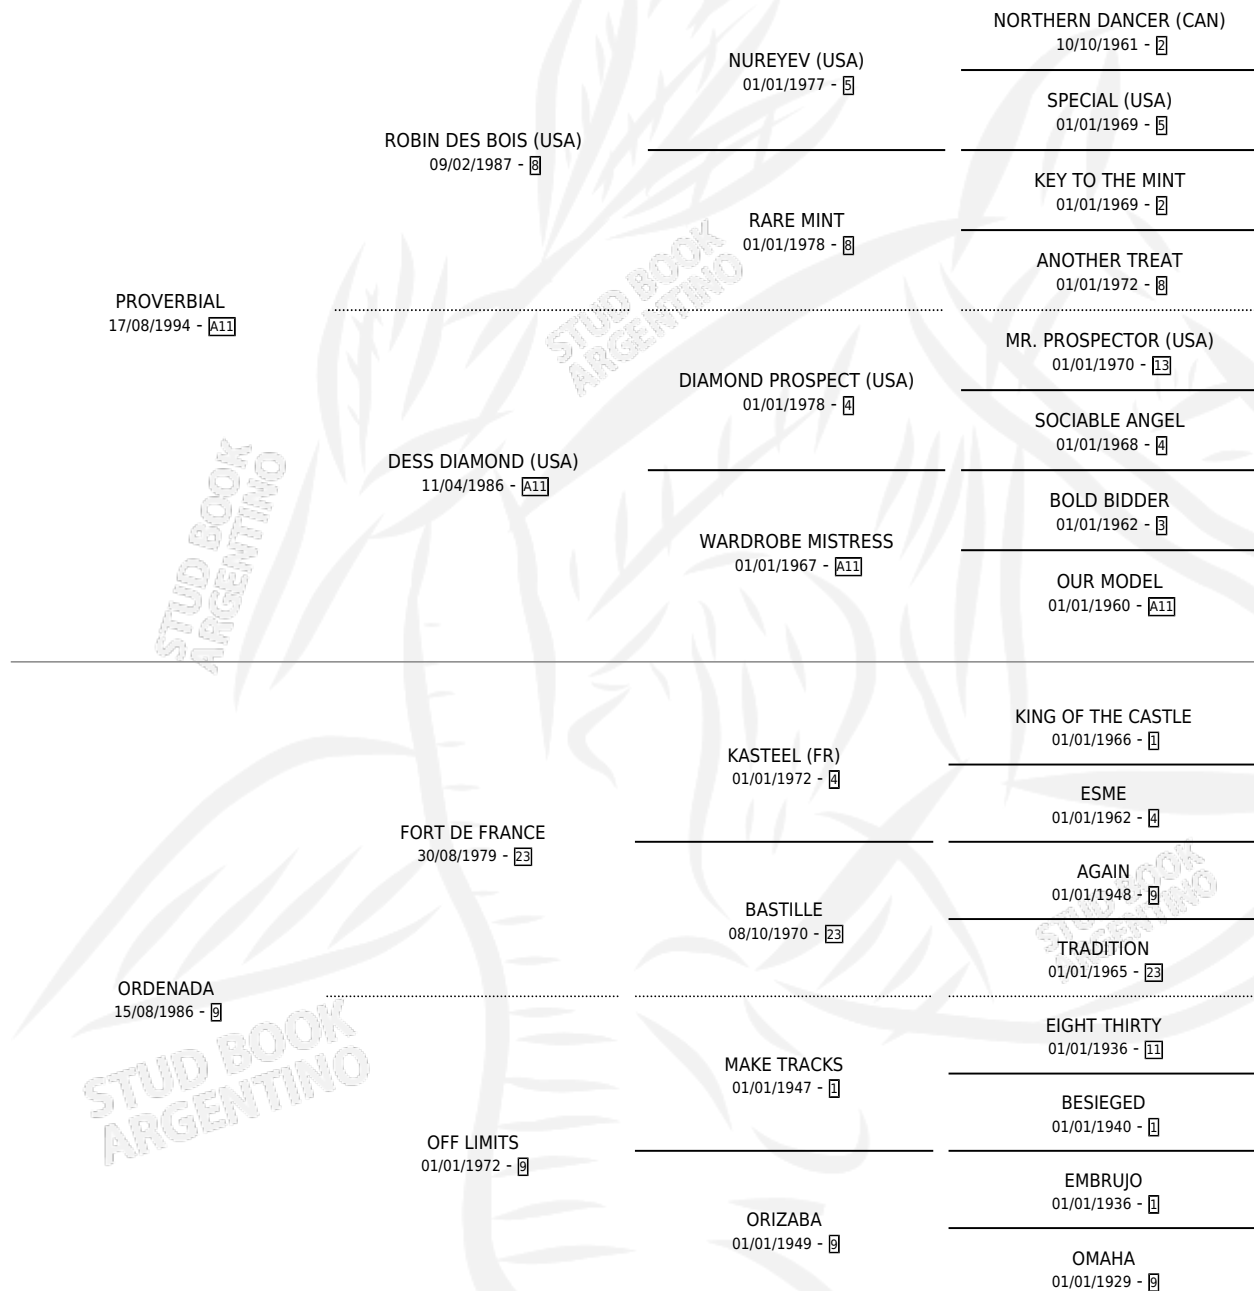 NORTHERN DANCER (CAN)
10/10/1961 - 2
NUREYEV (USA)
01/01/1977 - 5
SPECIAL (USA)
01/01/1969 - 5
ROBIN DES BOIS (USA)
09/02/1987 - 8
KEY TO THE MINT
01/01/1969 - 2
RARE MINT
01/01/1978 - 8
ANOTHER TREAT
01/01/1972 - 8
PROVERBIAL
17/08/1994 - A11
MR. PROSPECTOR (USA)
01/01/1970 - 13
DIAMOND PROSPECT (USA)
01/01/1978 - 4
SOCIABLE ANGEL
01/01/1968 - 4
DESS DIAMOND (USA)
11/04/1986 - A11
BOLD BIDDER
01/01/1962 - 3
WARDROBE MISTRESS
01/01/1967 - A11
OUR MODEL
01/01/1960 - A11
KING OF THE CASTLE
01/01/1966 - 1
KASTEEL (FR)
01/01/1972 - 4
ESME
01/01/1962 - 4
FORT DE FRANCE
30/08/1979 - 23
AGAIN
01/01/1948 - 9
BASTILLE
08/10/1970 - 23
TRADITION
01/01/1965 - 23
ORDENADA
15/08/1986 - 9
EIGHT THIRTY
01/01/1936 - 11
MAKE TRACKS
01/01/1947 - 1
BESIEGED
01/01/1940 - 1
OFF LIMITS
01/01/1972 - 9
EMBRUJO
01/01/1936 - 1
ORIZABA
01/01/1949 - 9
OMAHA
01/01/1929 - 9
STUD BOOK
ARGENTINO
STUD BOOK
ARGENTINO
STUD BOOK
ARGENTINO
STUD BOOK
ARGENTINO